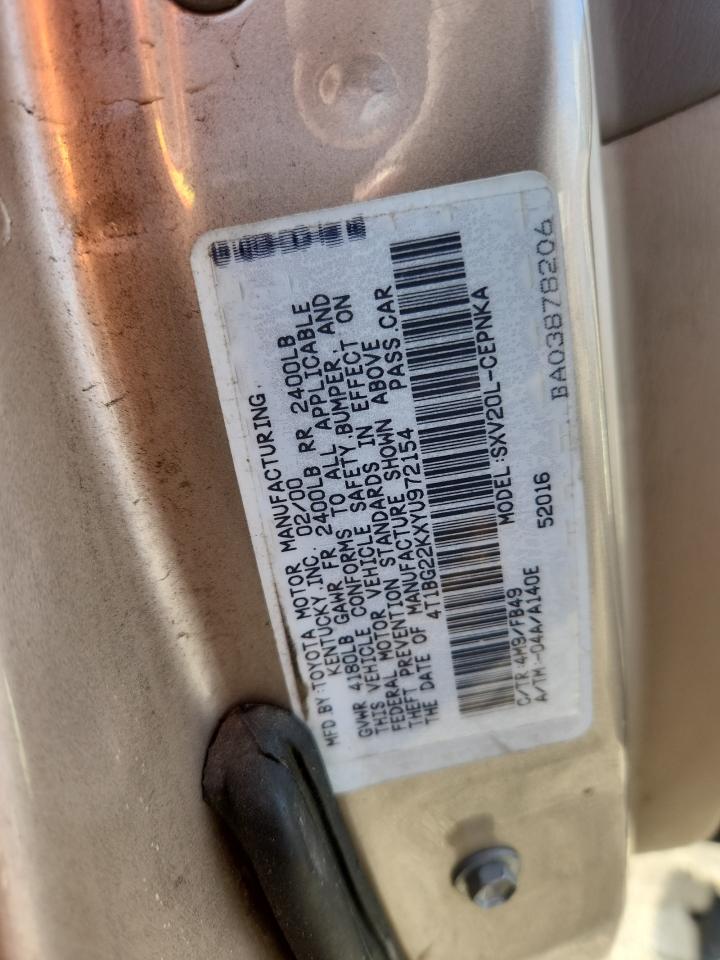 MFD BY:TOYOTA MOTOR MANUFACTURING,
KENTUCKY,INC. 02/00
GVWR 4180LB GAWR FR 2400LB RR 2400LB
THIS VEHICLE CONFORMS TO ALL APPLICABLE
FEDERAL MOTOR VEHICLE SAFETY,BUMPER, AND
THEFT PREVENTION STANDARDS IN EFFECT ON
THE DATE OF MANUFACTURE SHOWN ABOVE
4T1BG22KXYU972154 PASS.CAR
MODEL:SXV20L-CEPNKA
C/TR:4M9/FB49
A/TM:-04A/A140E 52016
BA03878206